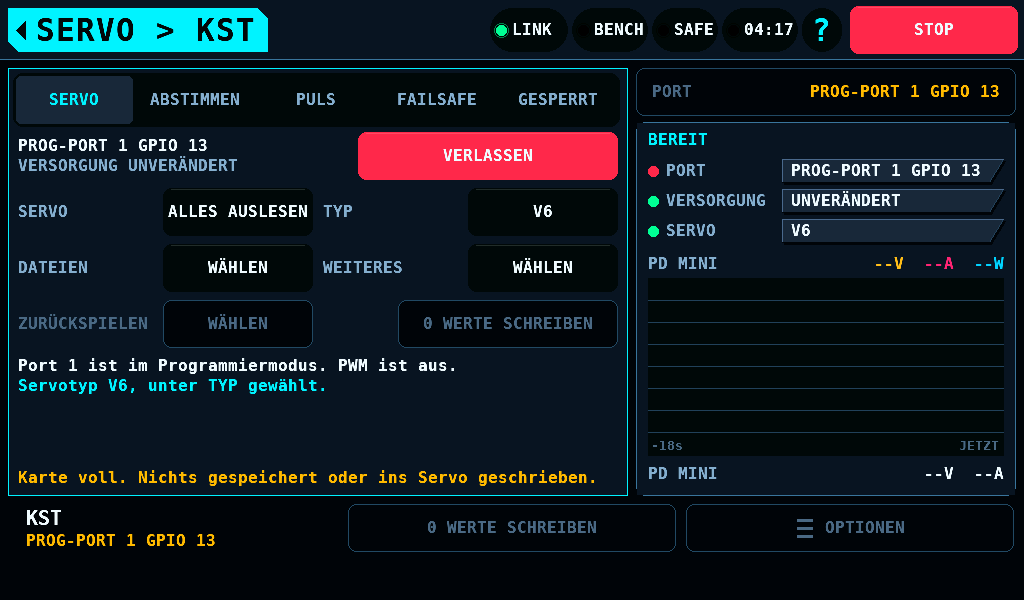 SERVO > KST
LINK
BENCH
SAFE
04:17
?
STOP
SERVO
ABSTIMMEN
PULS
FAILSAFE
GESPERRT
PROG-PORT 1 GPIO 13
VERSORGUNG UNVERÄNDERT
VERLASSEN
SERVO
ALLES AUSLESEN
TYP
V6
DATEIEN
WÄHLEN
WEITERES
WÄHLEN
ZURÜCKSPIELEN
WÄHLEN
0 WERTE SCHREIBEN
Port 1 ist im Programmiermodus. PWM ist aus.
Servotyp V6, unter TYP gewählt.
Karte voll. Nichts gespeichert oder ins Servo geschrieben.
PORT
PROG-PORT 1 GPIO 13
BEREIT
PORT
PROG-PORT 1 GPIO 13
VERSORGUNG
UNVERÄNDERT
SERVO
V6
PD MINI
--V --A --W
-18s
JETZT
PD MINI
--V --A
KST
PROG-PORT 1 GPIO 13
0 WERTE SCHREIBEN
OPTIONEN